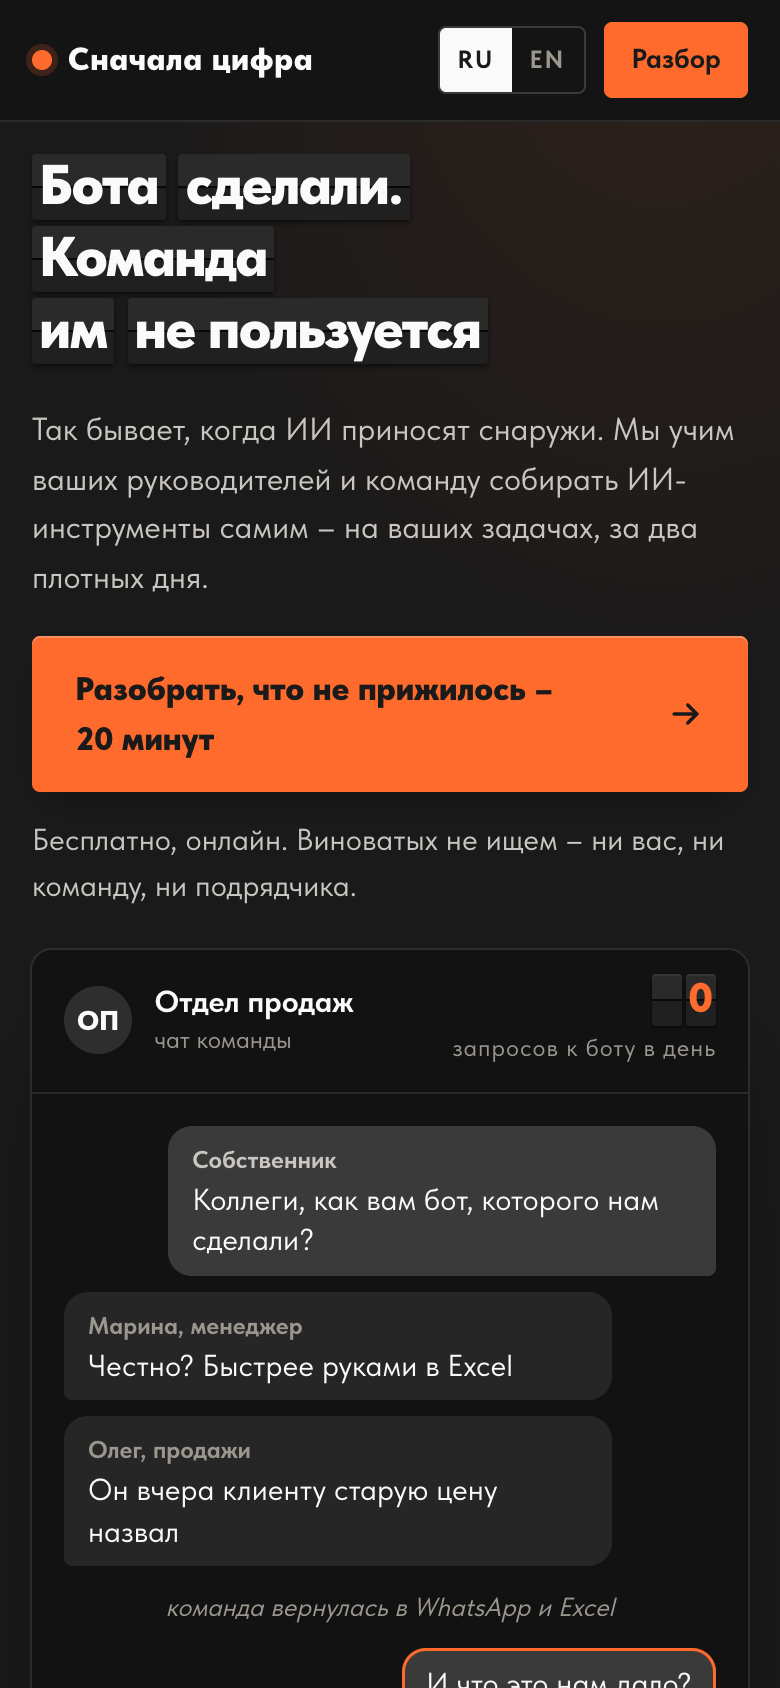 Сначала цифра
RU EN
Разбор
Бота сделали.
Команда
им не пользуется
Так бывает, когда ИИ приносят снаружи. Мы учим
ваших руководителей и команду собирать ИИ-
инструменты самим – на ваших задачах, за два
плотных дня.
Разобрать, что не прижилось –
20 минут
→
Бесплатно, онлайн. Виноватых не ищем – ни вас, ни
команду, ни подрядчика.
ОП
Отдел продаж
чат команды
0
запросов к боту в день
Собственник
Коллеги, как вам бот, которого нам
сделали?
Марина, менеджер
Честно? Быстрее руками в Excel
Олег, продажи
Он вчера клиенту старую цену
назвал
команда вернулась в WhatsApp и Excel
И что это нам дало?